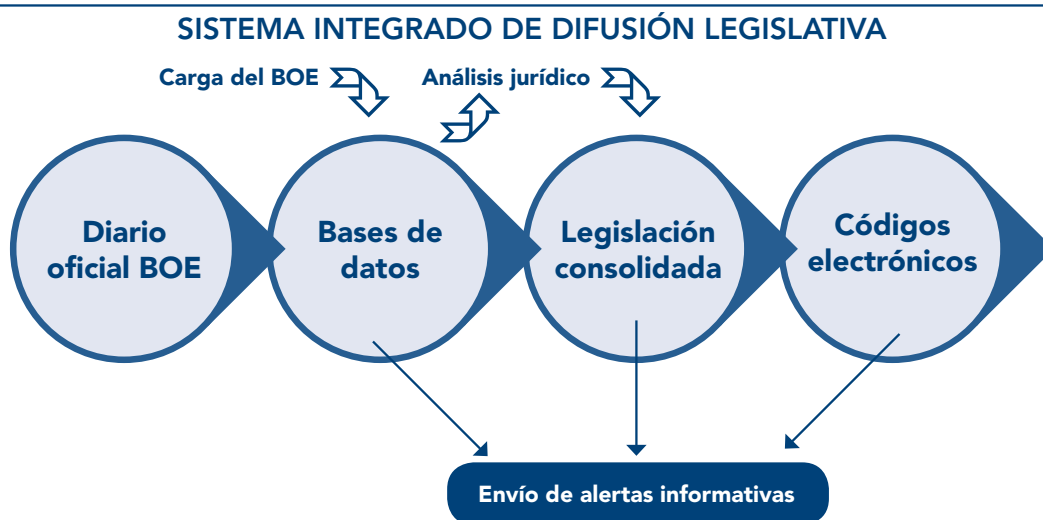 SISTEMA INTEGRADO DE DIFUSIÓN LEGISLATIVA
Carga del BOE
Análisis jurídico
Diario
oficial BOE
Bases de
datos
Legislación
consolidada
Códigos
electrónicos
Envío de alertas informativas